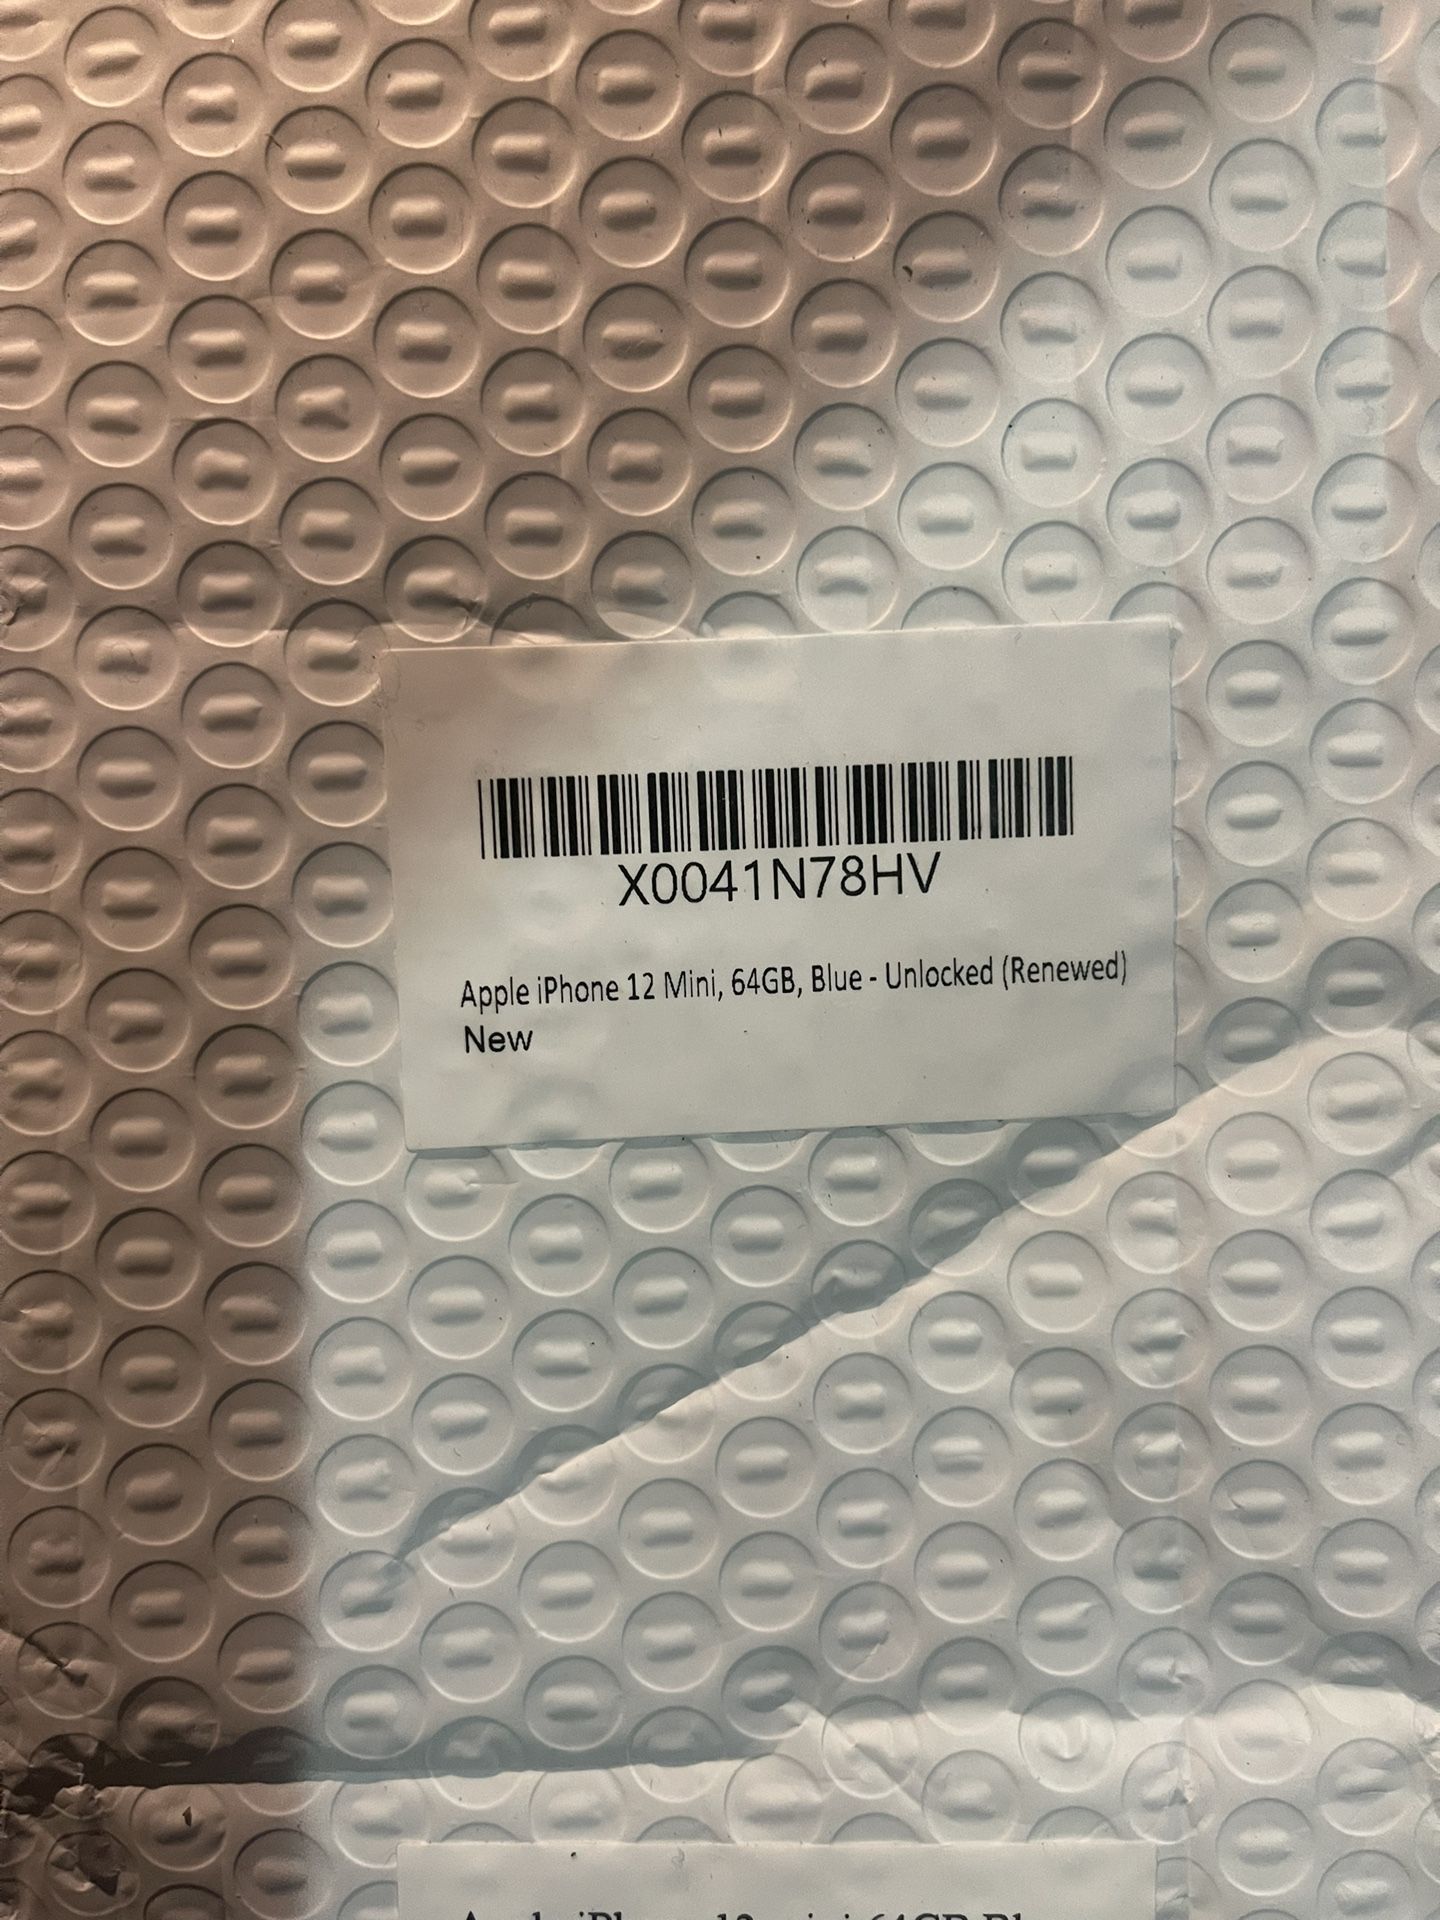 X0041N78HV
Apple iPhone 12 Mini, 64GB, Blue - Unlocked (Renewed)
New